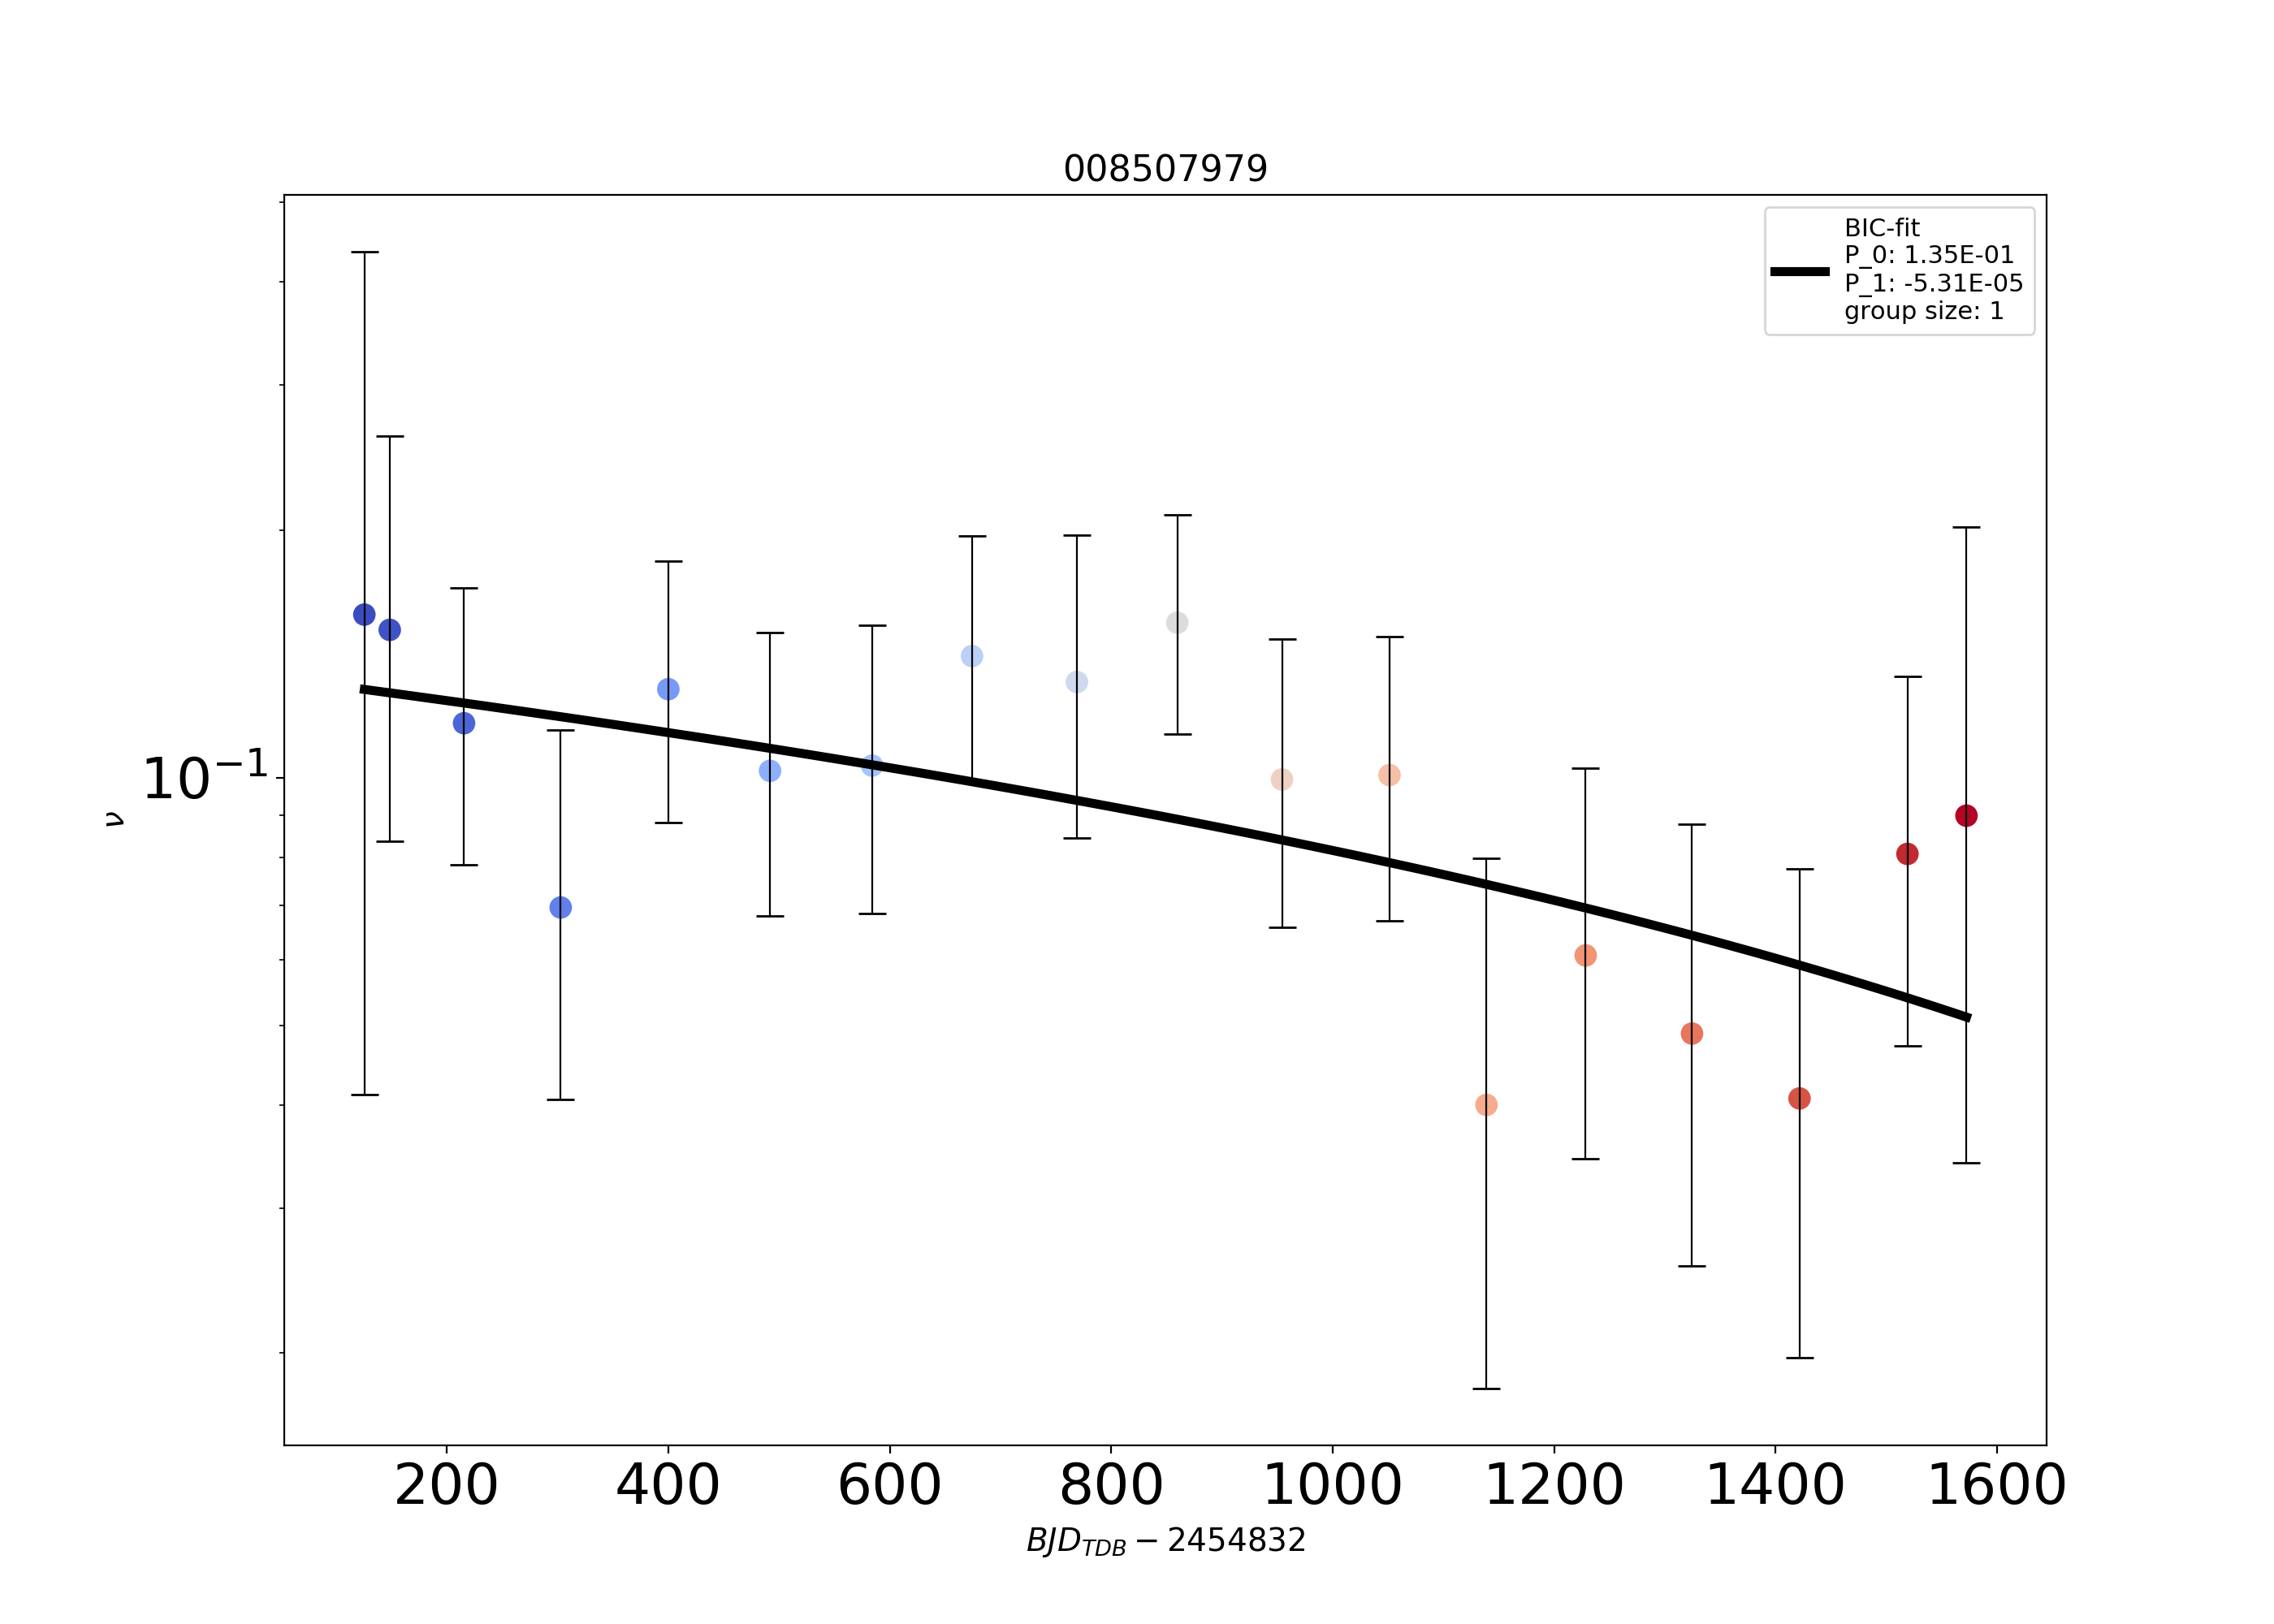 008507979
BIC-fit
P_0: 1.35E-01
P_1: -5.31E-05
group size: 1
10⁻¹
ν
200 400 600 800 1000 1200 1400 1600
BJD_TDB − 2454832